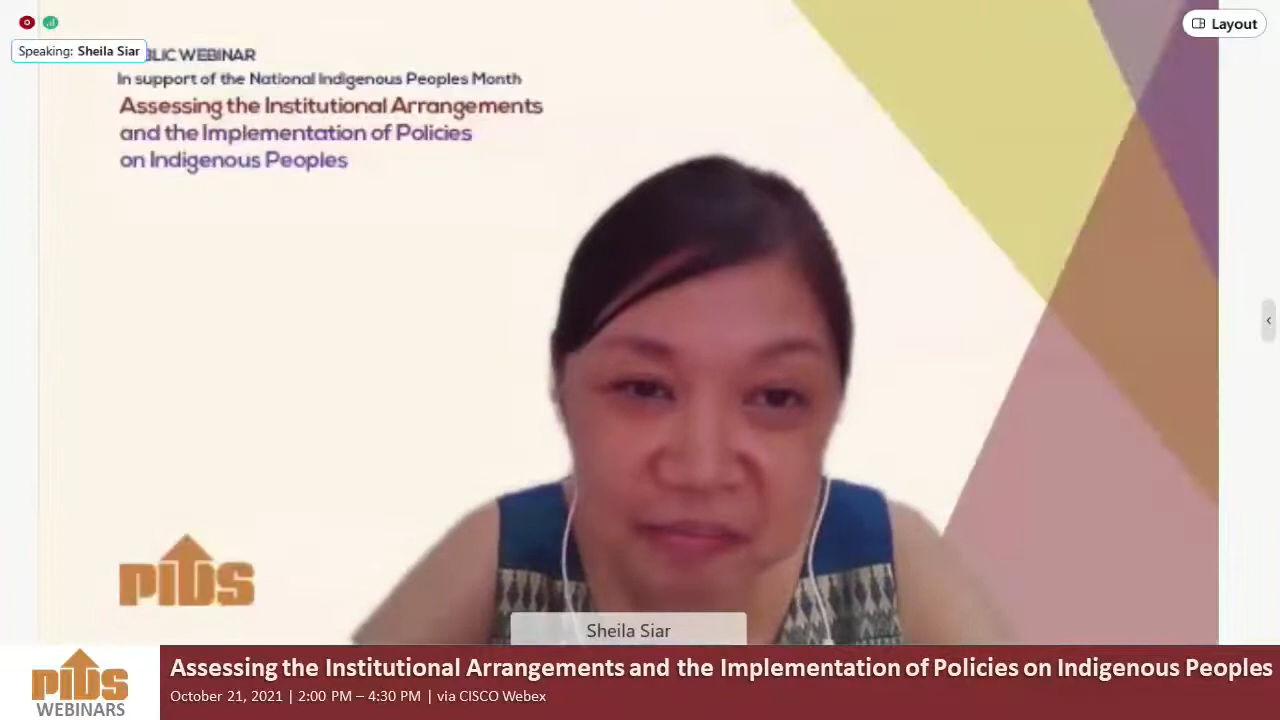 Layout
Speaking: Sheila Siar
BLIC WEBINAR
In support of the National Indigenous Peoples Month
Assessing the Institutional Arrangements
and the Implementation of Policies
on Indigenous Peoples
PIDS
Sheila Siar
PIDS
WEBINARS
Assessing the Institutional Arrangements and the Implementation of Policies on Indigenous Peoples
October 21, 2021 | 2:00 PM – 4:30 PM | via CISCO Webex